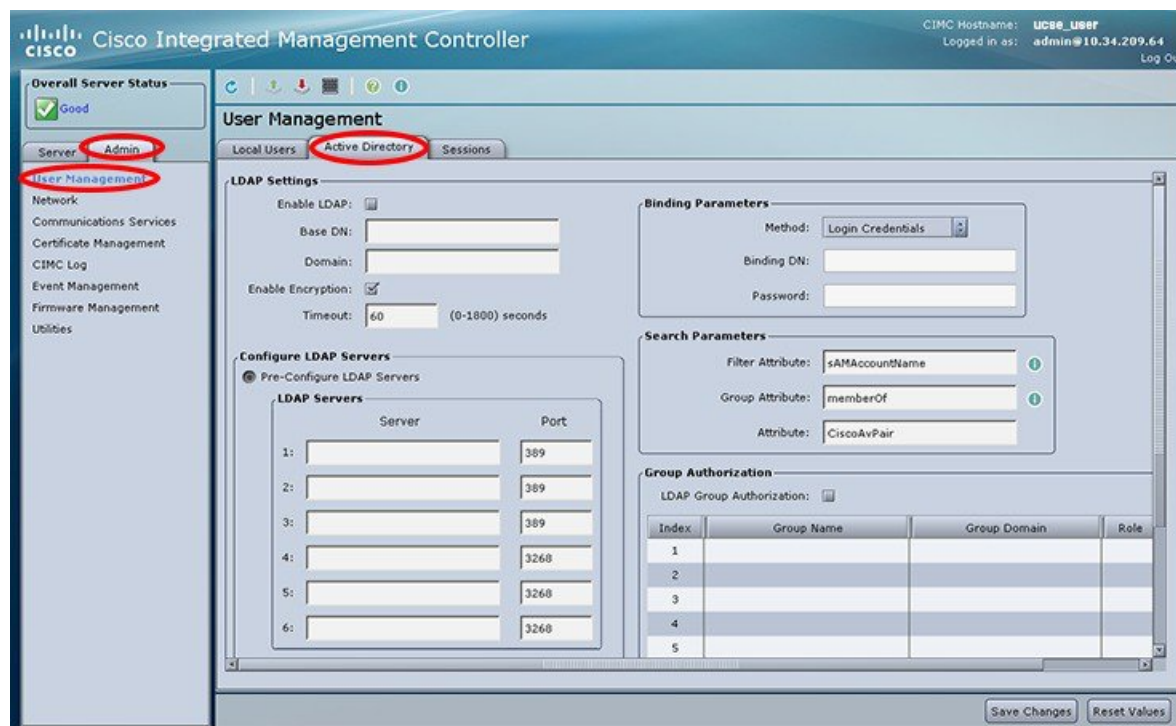 CISCO Cisco Integrated Management Controller
CIMC Hostname: ucse_user
Logged in as: admin@10.34.209.64
Log Ou
Overall Server Status
Good
Server
Admin
User Management
Network
Communications Services
Certificate Management
CIMC Log
Event Management
Firmware Management
Utilities
User Management
Local Users
Active Directory
Sessions
LDAP Settings
Enable LDAP:
Base DN:
Domain:
Enable Encryption:
Timeout: 60 (0-1800) seconds
Configure LDAP Servers
Pre-Configure LDAP Servers
LDAP Servers
Server Port
1: 389
2: 389
3: 389
4: 3268
5: 3268
6: 3268
Binding Parameters
Method: Login Credentials
Binding DN:
Password:
Search Parameters
Filter Attribute: sAMAccountName
Group Attribute: memberOf
Attribute: CiscoAvPair
Group Authorization
LDAP Group Authorization:
Index Group Name Group Domain Role
1
2
3
4
5
Save Changes
Reset Values